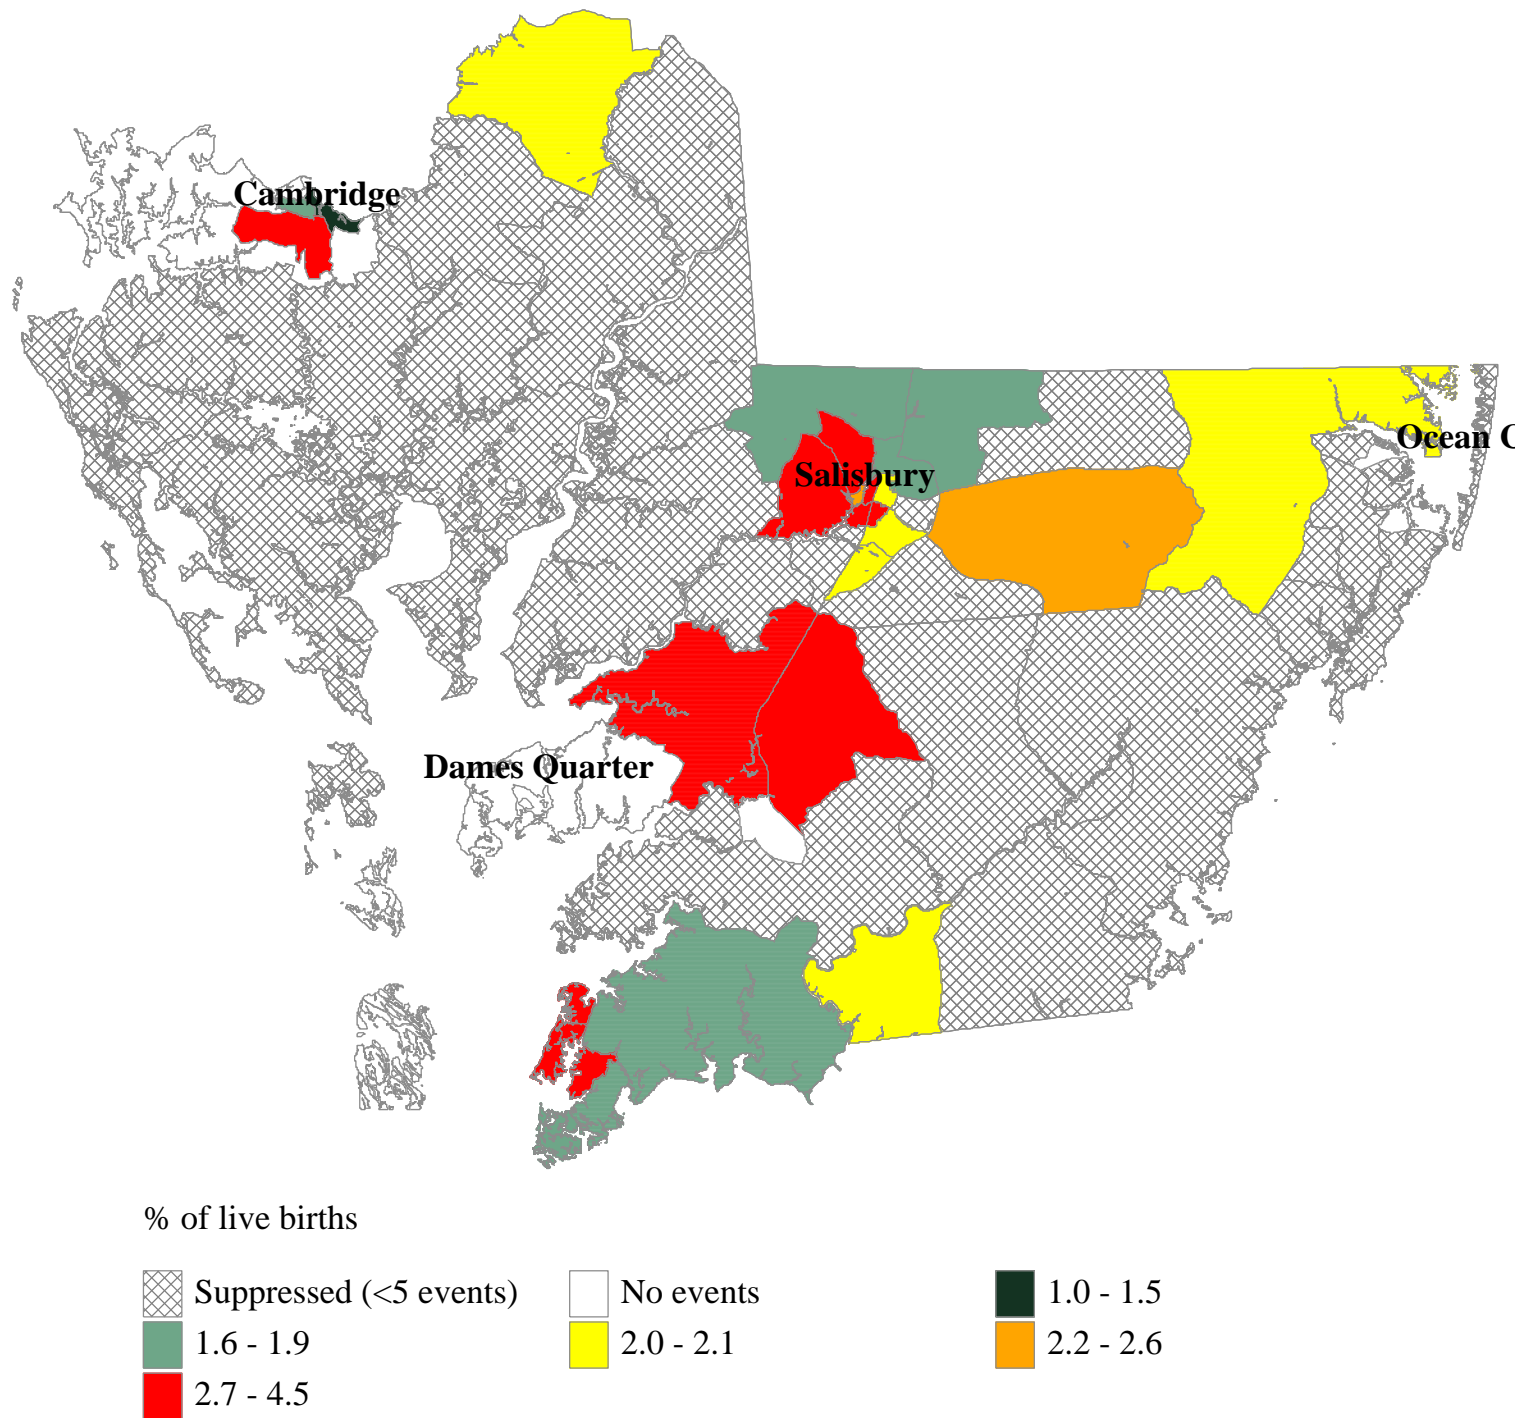 Cambridge
Ocean C
Salisbury
Dames Quarter
% of live births
Suppressed (<5 events)
No events
1.0 - 1.5
1.6 - 1.9
2.0 - 2.1
2.2 - 2.6
2.7 - 4.5